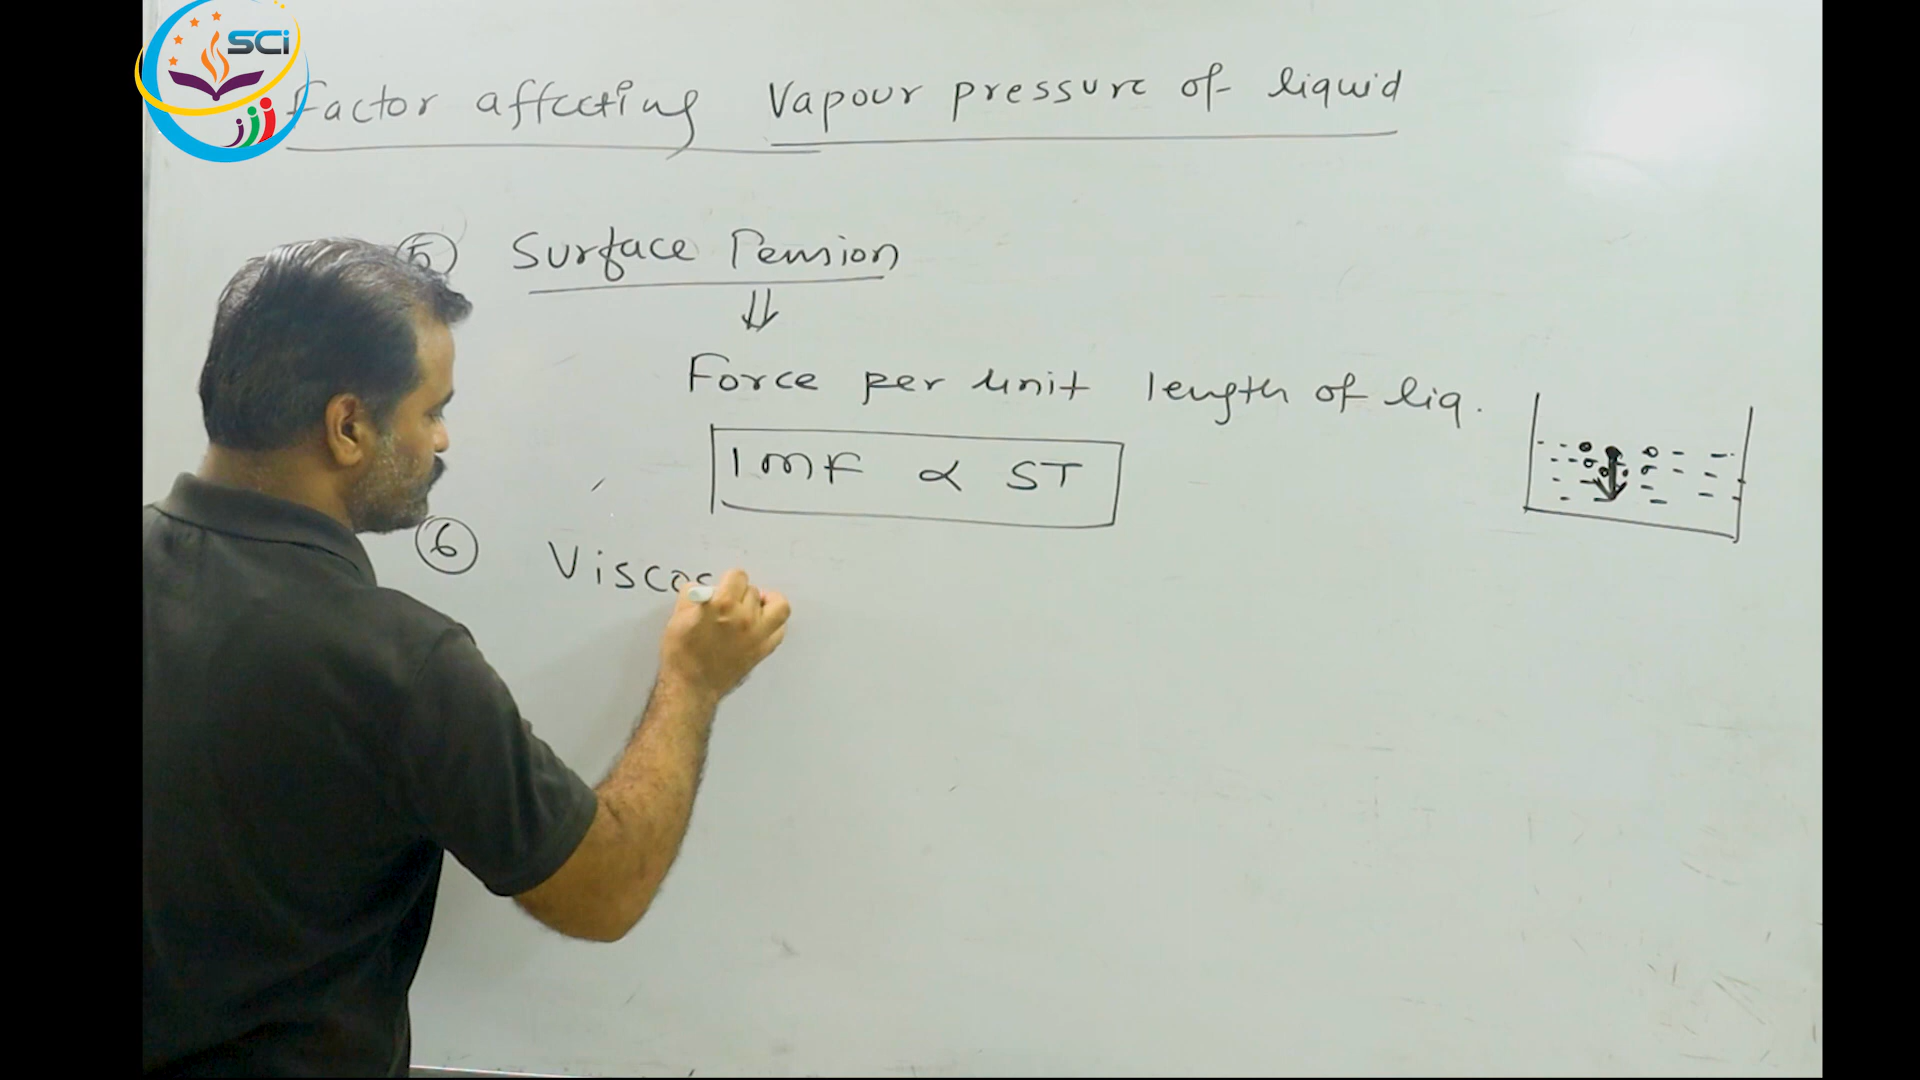 SCi
Factor affecting Vapour pressure of liquid
5 Surface Tension
⇓
Force per unit length of liq.
IMF ∝ ST
6 Viscos